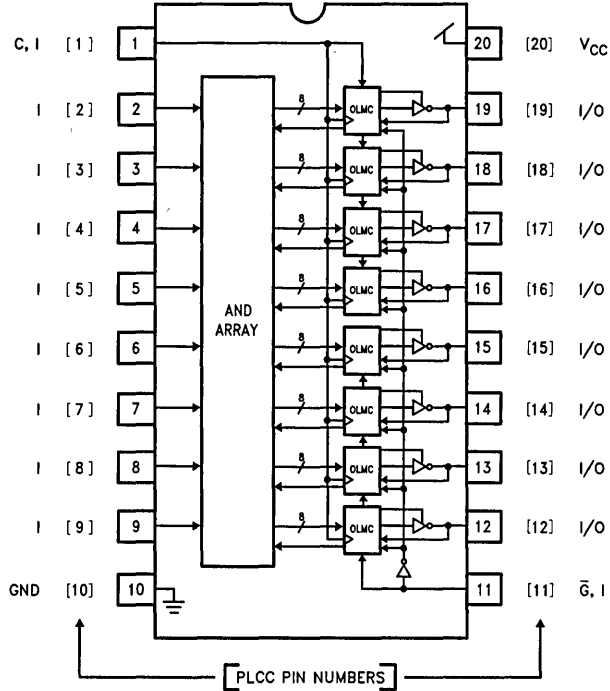 C, I [1] 1 20 [20] VCC
I [2] 2 8 OLMC 19 [19] I/O
I [3] 3 8 OLMC 18 [18] I/O
I [4] 4 8 OLMC 17 [17] I/O
I [5] 5 8 OLMC 16 [16] I/O
AND
ARRAY
I [6] 6 8 OLMC 15 [15] I/O
I [7] 7 8 OLMC 14 [14] I/O
I [8] 8 8 OLMC 13 [13] I/O
I [9] 9 8 OLMC 12 [12] I/O
GND [10] 10 11 [11] G̅, I
[PLCC PIN NUMBERS]